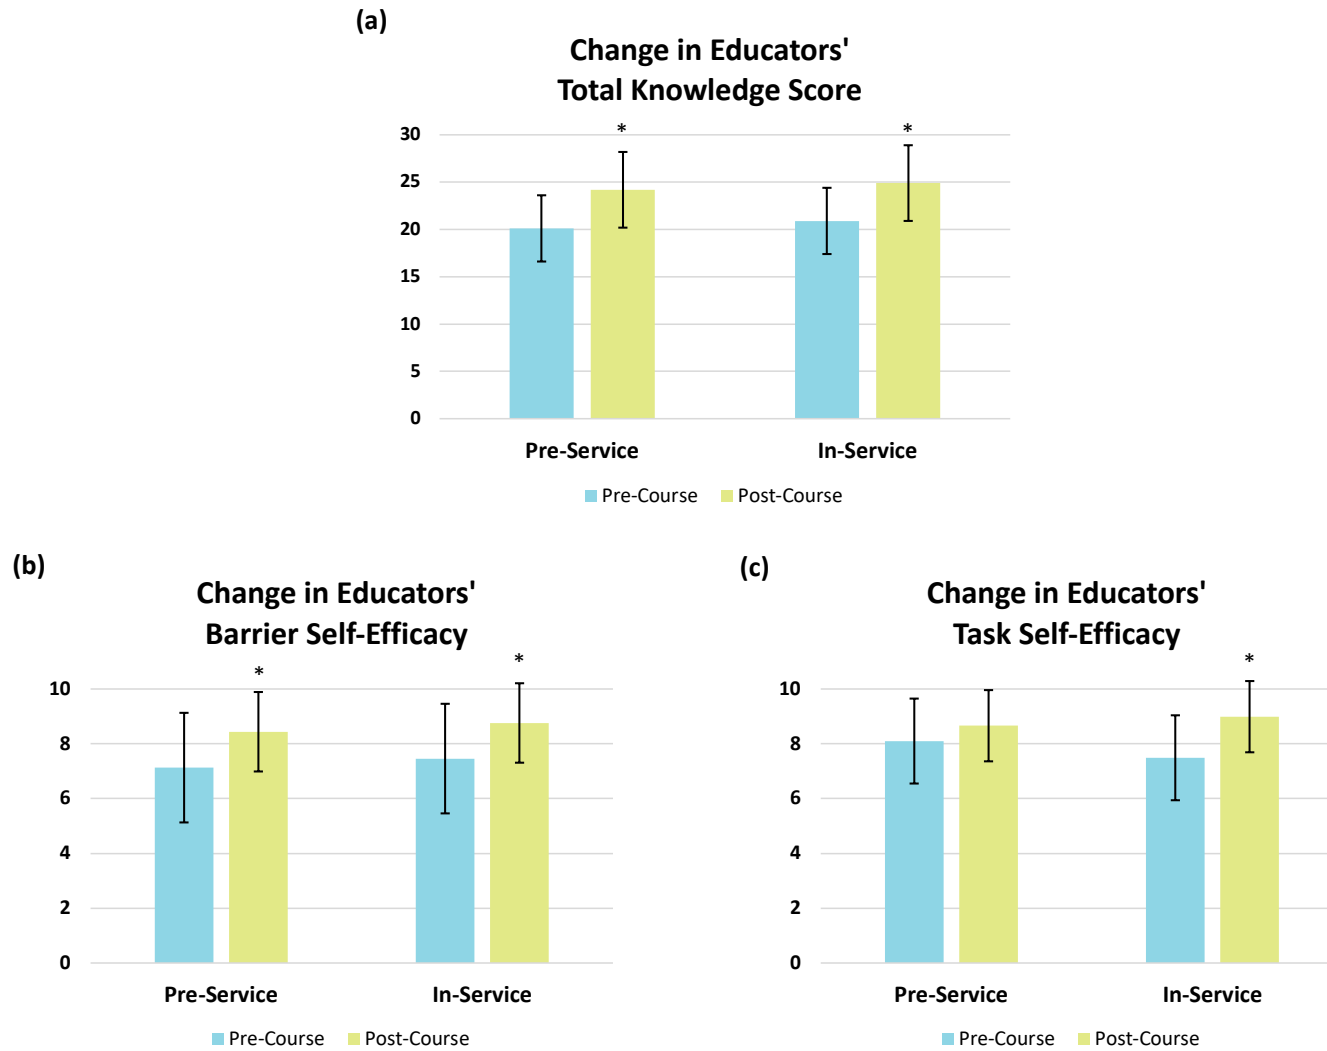 (a)
Change in Educators'
Total Knowledge Score
* *
30
25
20
15
10
5
0
Pre-Service In-Service
Pre-Course Post-Course
(b)
Change in Educators'
Barrier Self-Efficacy
* *
10
8
6
4
2
0
Pre-Service In-Service
Pre-Course Post-Course
(c)
Change in Educators'
Task Self-Efficacy
*
10
8
6
4
2
0
Pre-Service In-Service
Pre-Course Post-Course